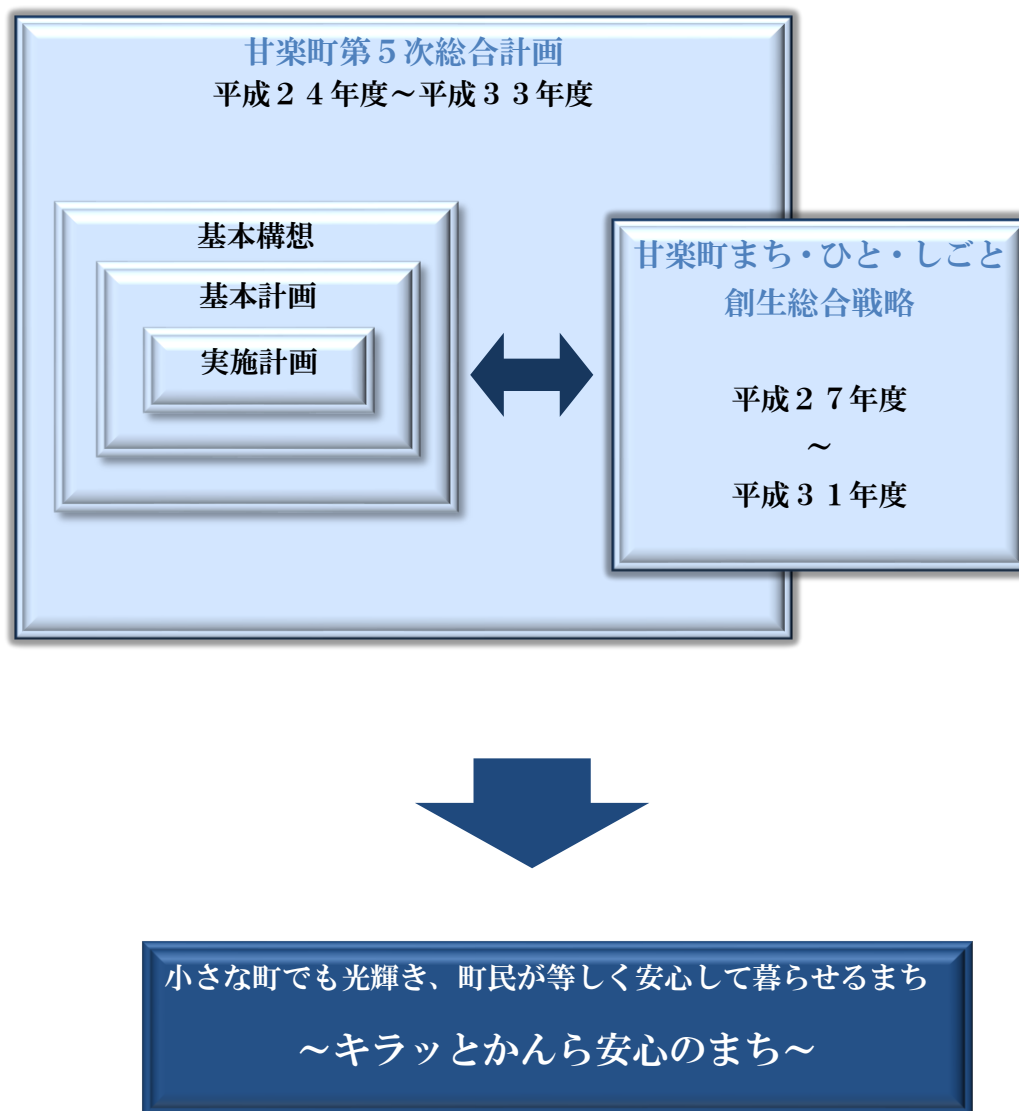 甘楽町第５次総合計画
平成２４年度～平成３３年度
基本構想
基本計画
実施計画
甘楽町まち・ひと・しごと
創生総合戦略
平成２７年度
～
平成３１年度
小さな町でも光輝き、町民が等しく安心して暮らせるまち
～キラッとかんら安心のまち～